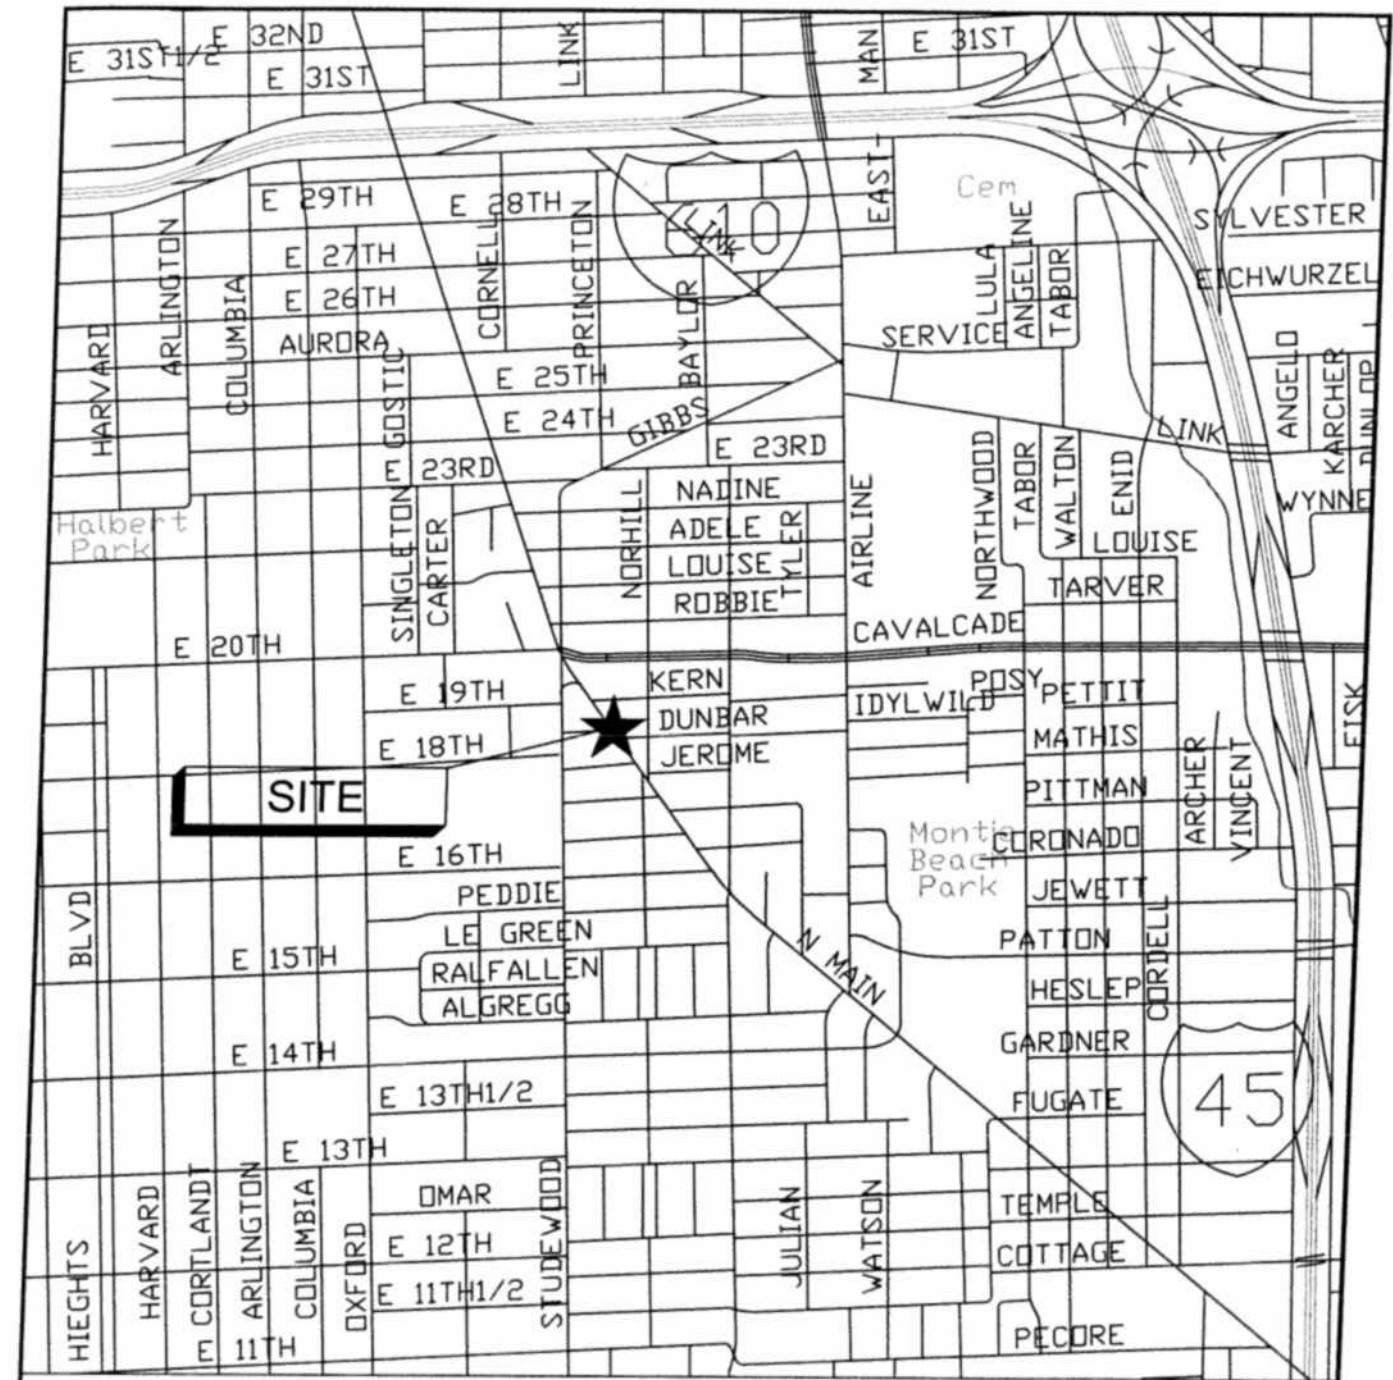 E 32ND
E 31ST1/2
E 31ST
LINK
MAN
E 31ST
E 29TH
E 28TH
610
LINK
EAST
Cem
SYLVESTER
E 27TH
EICHWURZEL
E 26TH
AURORA
HARVARD
ARLINGTON
COLUMBIA
GOSTIC
CORNELL
PRINCETON
BAYLOR
SERVICE
LULA
ANGELINE
TABOR
ANGELO
KARCHER
DUNLOP
E 25TH
E 24TH
GIBBS
E 23RD
E 23RD
LINK
WYNNE
NADINE
ADELE
LOUISE
ROBBIE
NORHILL
TYLER
AIRLINE
NORTHWOOD
TABOR
WALTON
ENID
LOUISE
TARVER
Halbert
Park
SINGLETON
CARTER
CAVALCADE
E 20TH
KERN
POSY
PETTIT
E 19TH
IDYLWILD
DUNBAR
MATHIS
E 18TH
JEROME
FISK
SITE
PITTMAN
ARCHER
VINCENT
Montie
Beach
Park
CORONADO
E 16TH
JEWETT
PEDDIE
BLVD
LE GREEN
PATTON
CORDELL
E 15TH
RALFALLEN
N MAIN
HESLEP
ALGREGG
GARDNER
E 14TH
45
E 13TH1/2
FUGATE
E 13TH
OMAR
TEMPLE
E 12TH
COTTAGE
E 11TH1/2
HIEGHTS
HARVARD
CORTLANDT
ARLINGTON
COLUMBIA
OXFORD
STUDEWOOD
JULIAN
WATSON
PECORE
E 11TH